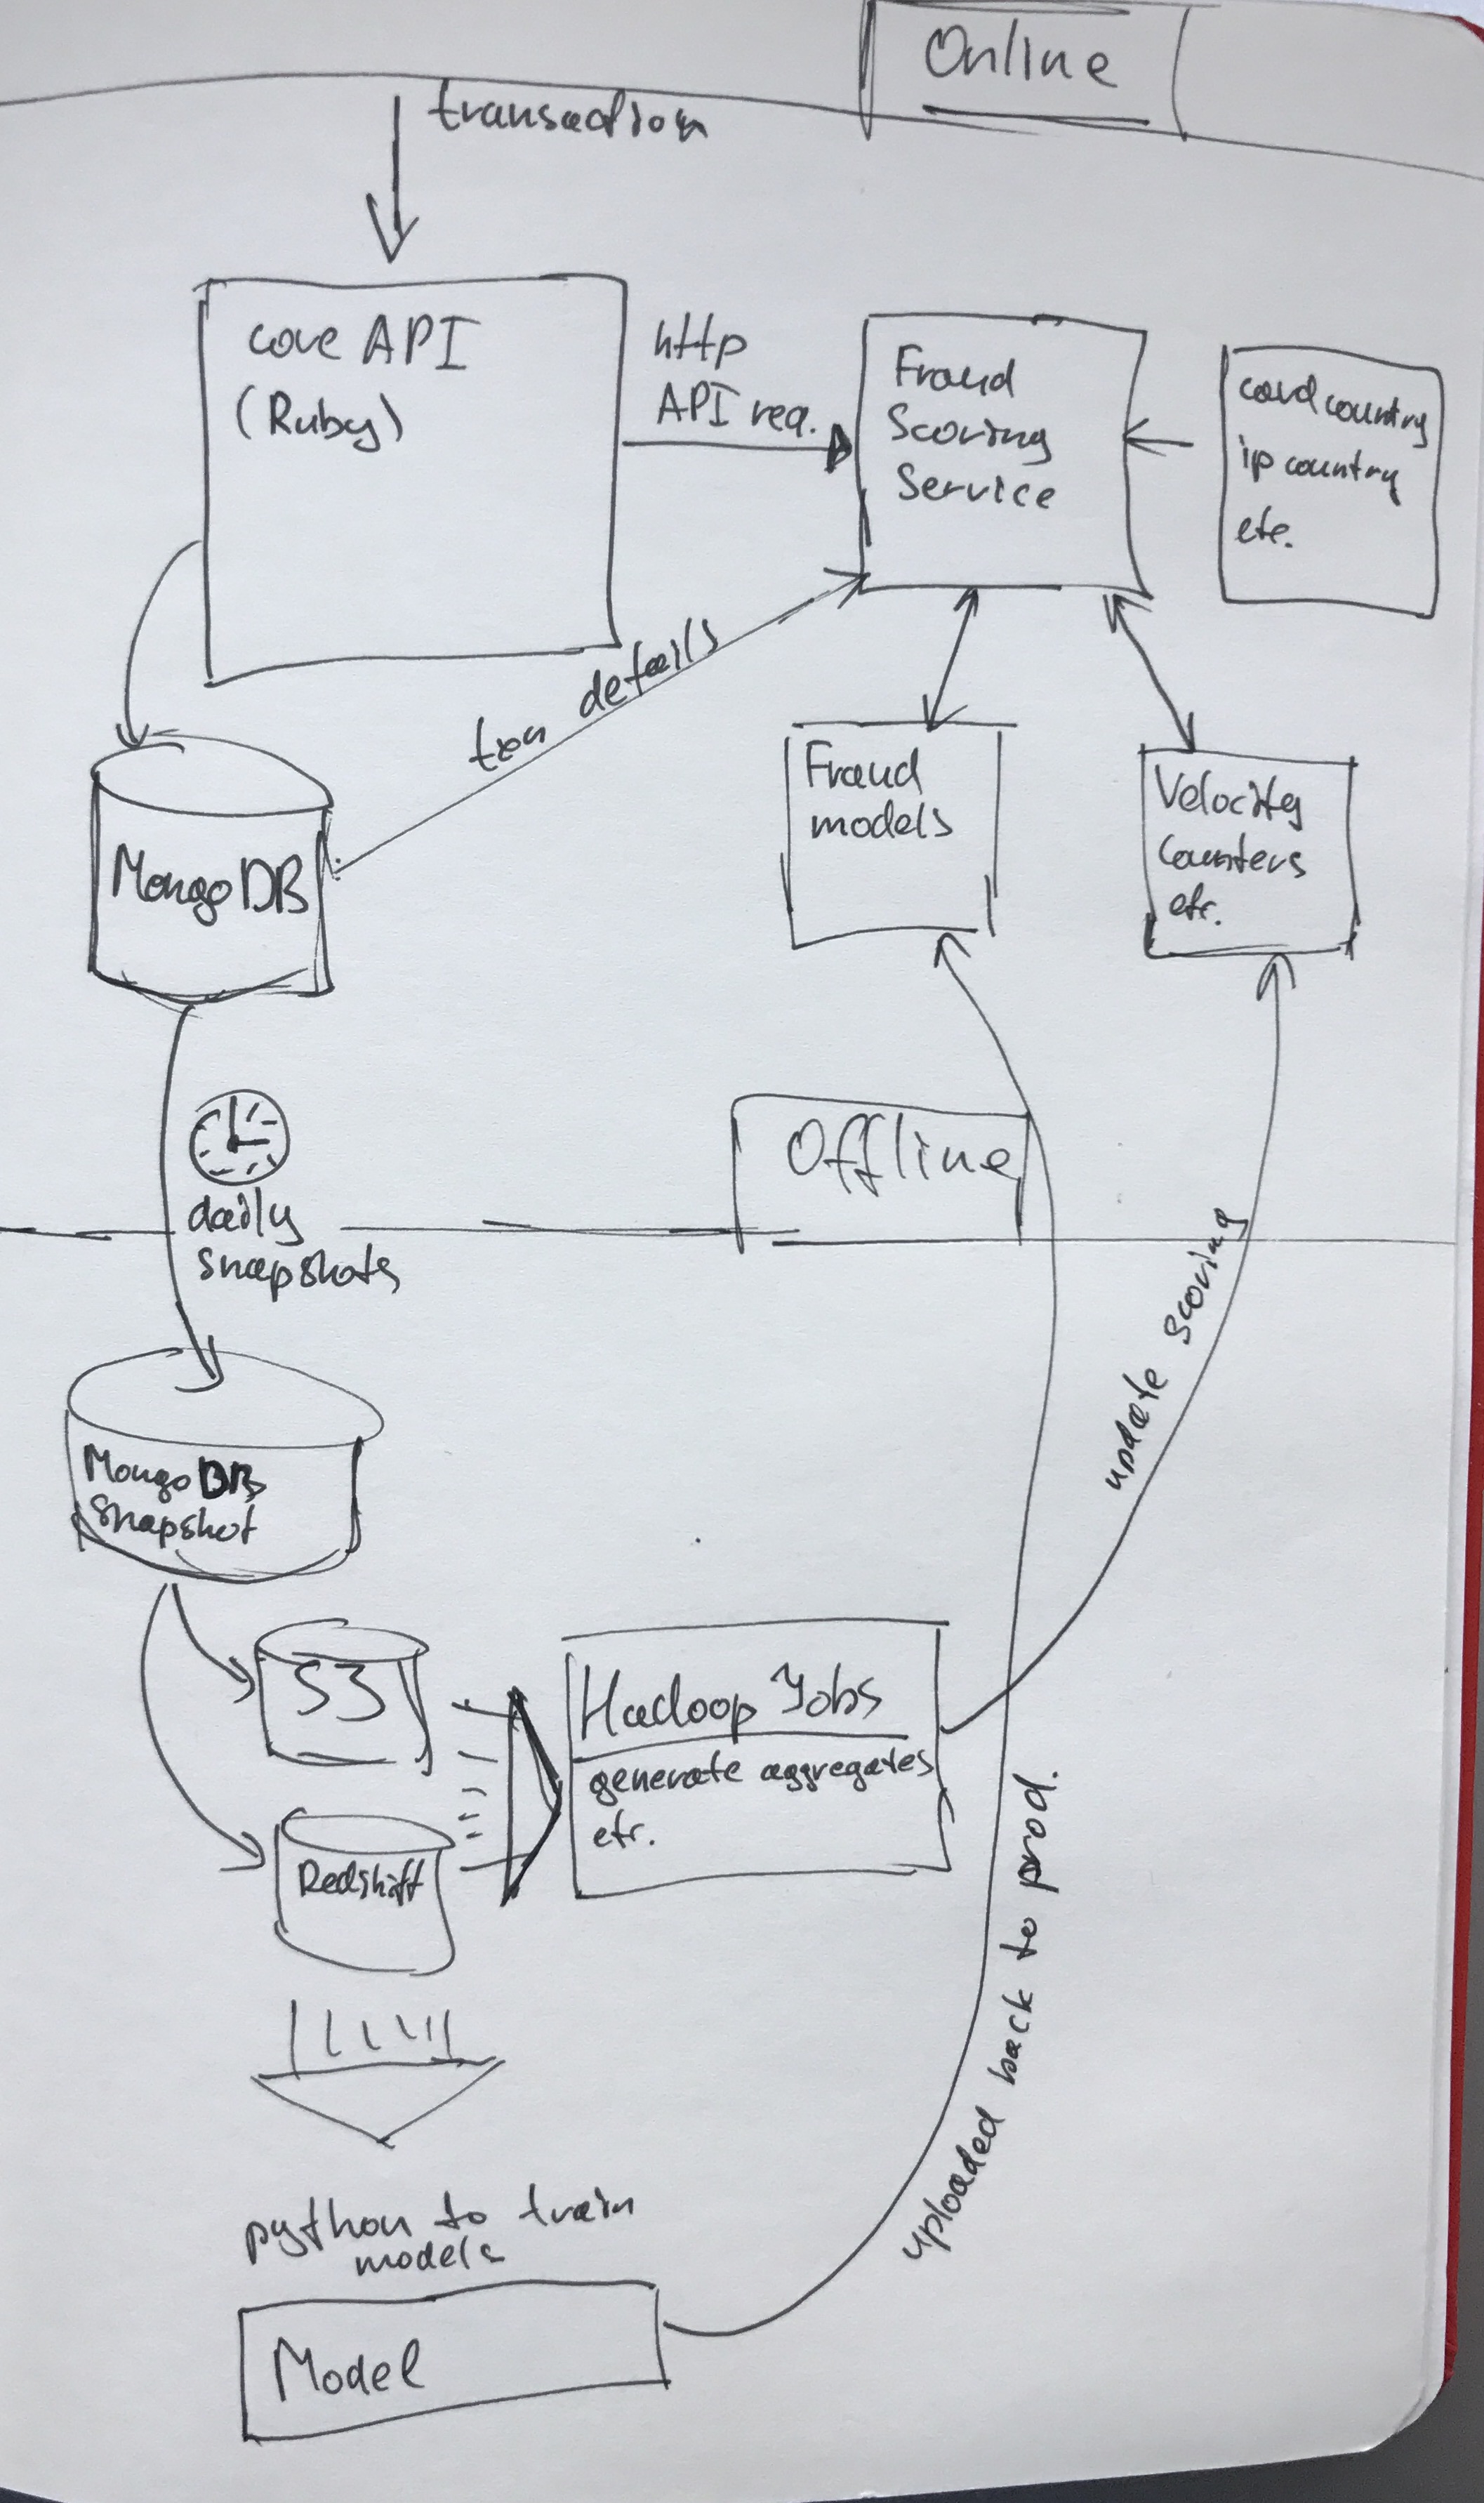 Online
transaction
core API
(Ruby)
http
API req.
Fraud
Scoring
Service
card country
ip country
etc.
txn details
MongoDB
Fraud
models
Velocity
Counters
etc.
Offline
daily
snapshots
update scoring
MongoDB
Snapshot
S3
Hadoop Jobs
generate aggregates
etc.
Redshift
uploaded back to prod.
python to train
models
Model